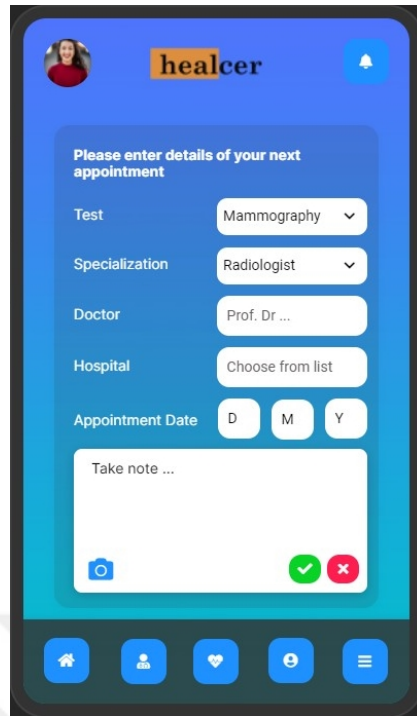 healcer
Please enter details of your next
appointment
Test
Mammography
Specialization
Radiologist
Doctor
Prof. Dr ...
Hospital
Choose from list
Appointment Date
D
M
Y
Take note ...